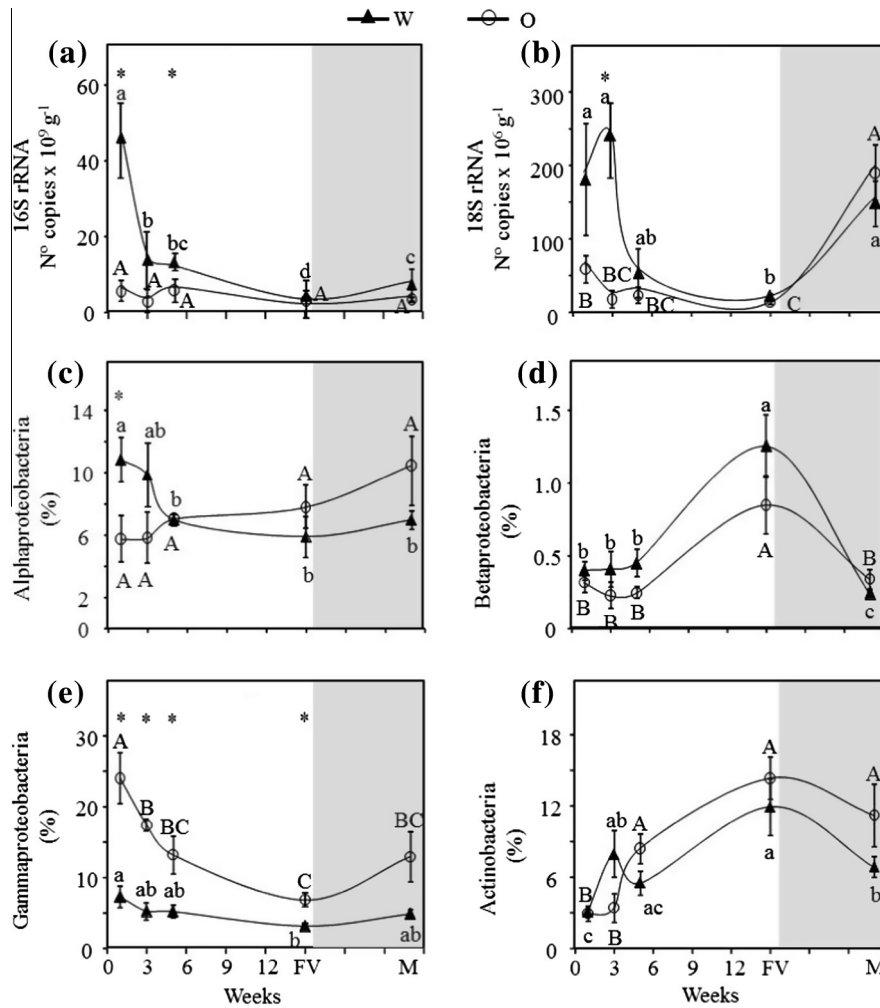 W O
(a)
16S rRNA
N° copies x 10⁹ g⁻¹
60
40
20
0
* *
a
b
bc
d
c
A
A
A
A
A
(b)
18S rRNA
N° copies x 10⁶ g⁻¹
300
200
100
0
*
a
a
ab
b
a
B
BC
BC
C
A
(c)
Alphaproteobacteria
(%)
14
10
6
2
0
*
a
ab
b
b
b
A
A
A
A
A
(d)
Betaproteobacteria
(%)
1.5
1.0
0.5
0
b
b
b
a
c
B
B
B
A
B
(e)
Gammaproteobacteria
(%)
30
20
10
0
* * * *
A
B
BC
C
BC
a
ab
ab
b
ab
0 3 6 9 12 FV M
Weeks
(f)
Actinobacteria
(%)
18
12
6
0
B
B
A
A
A
c
ab
ac
a
b
0 3 6 9 12 FV M
Weeks